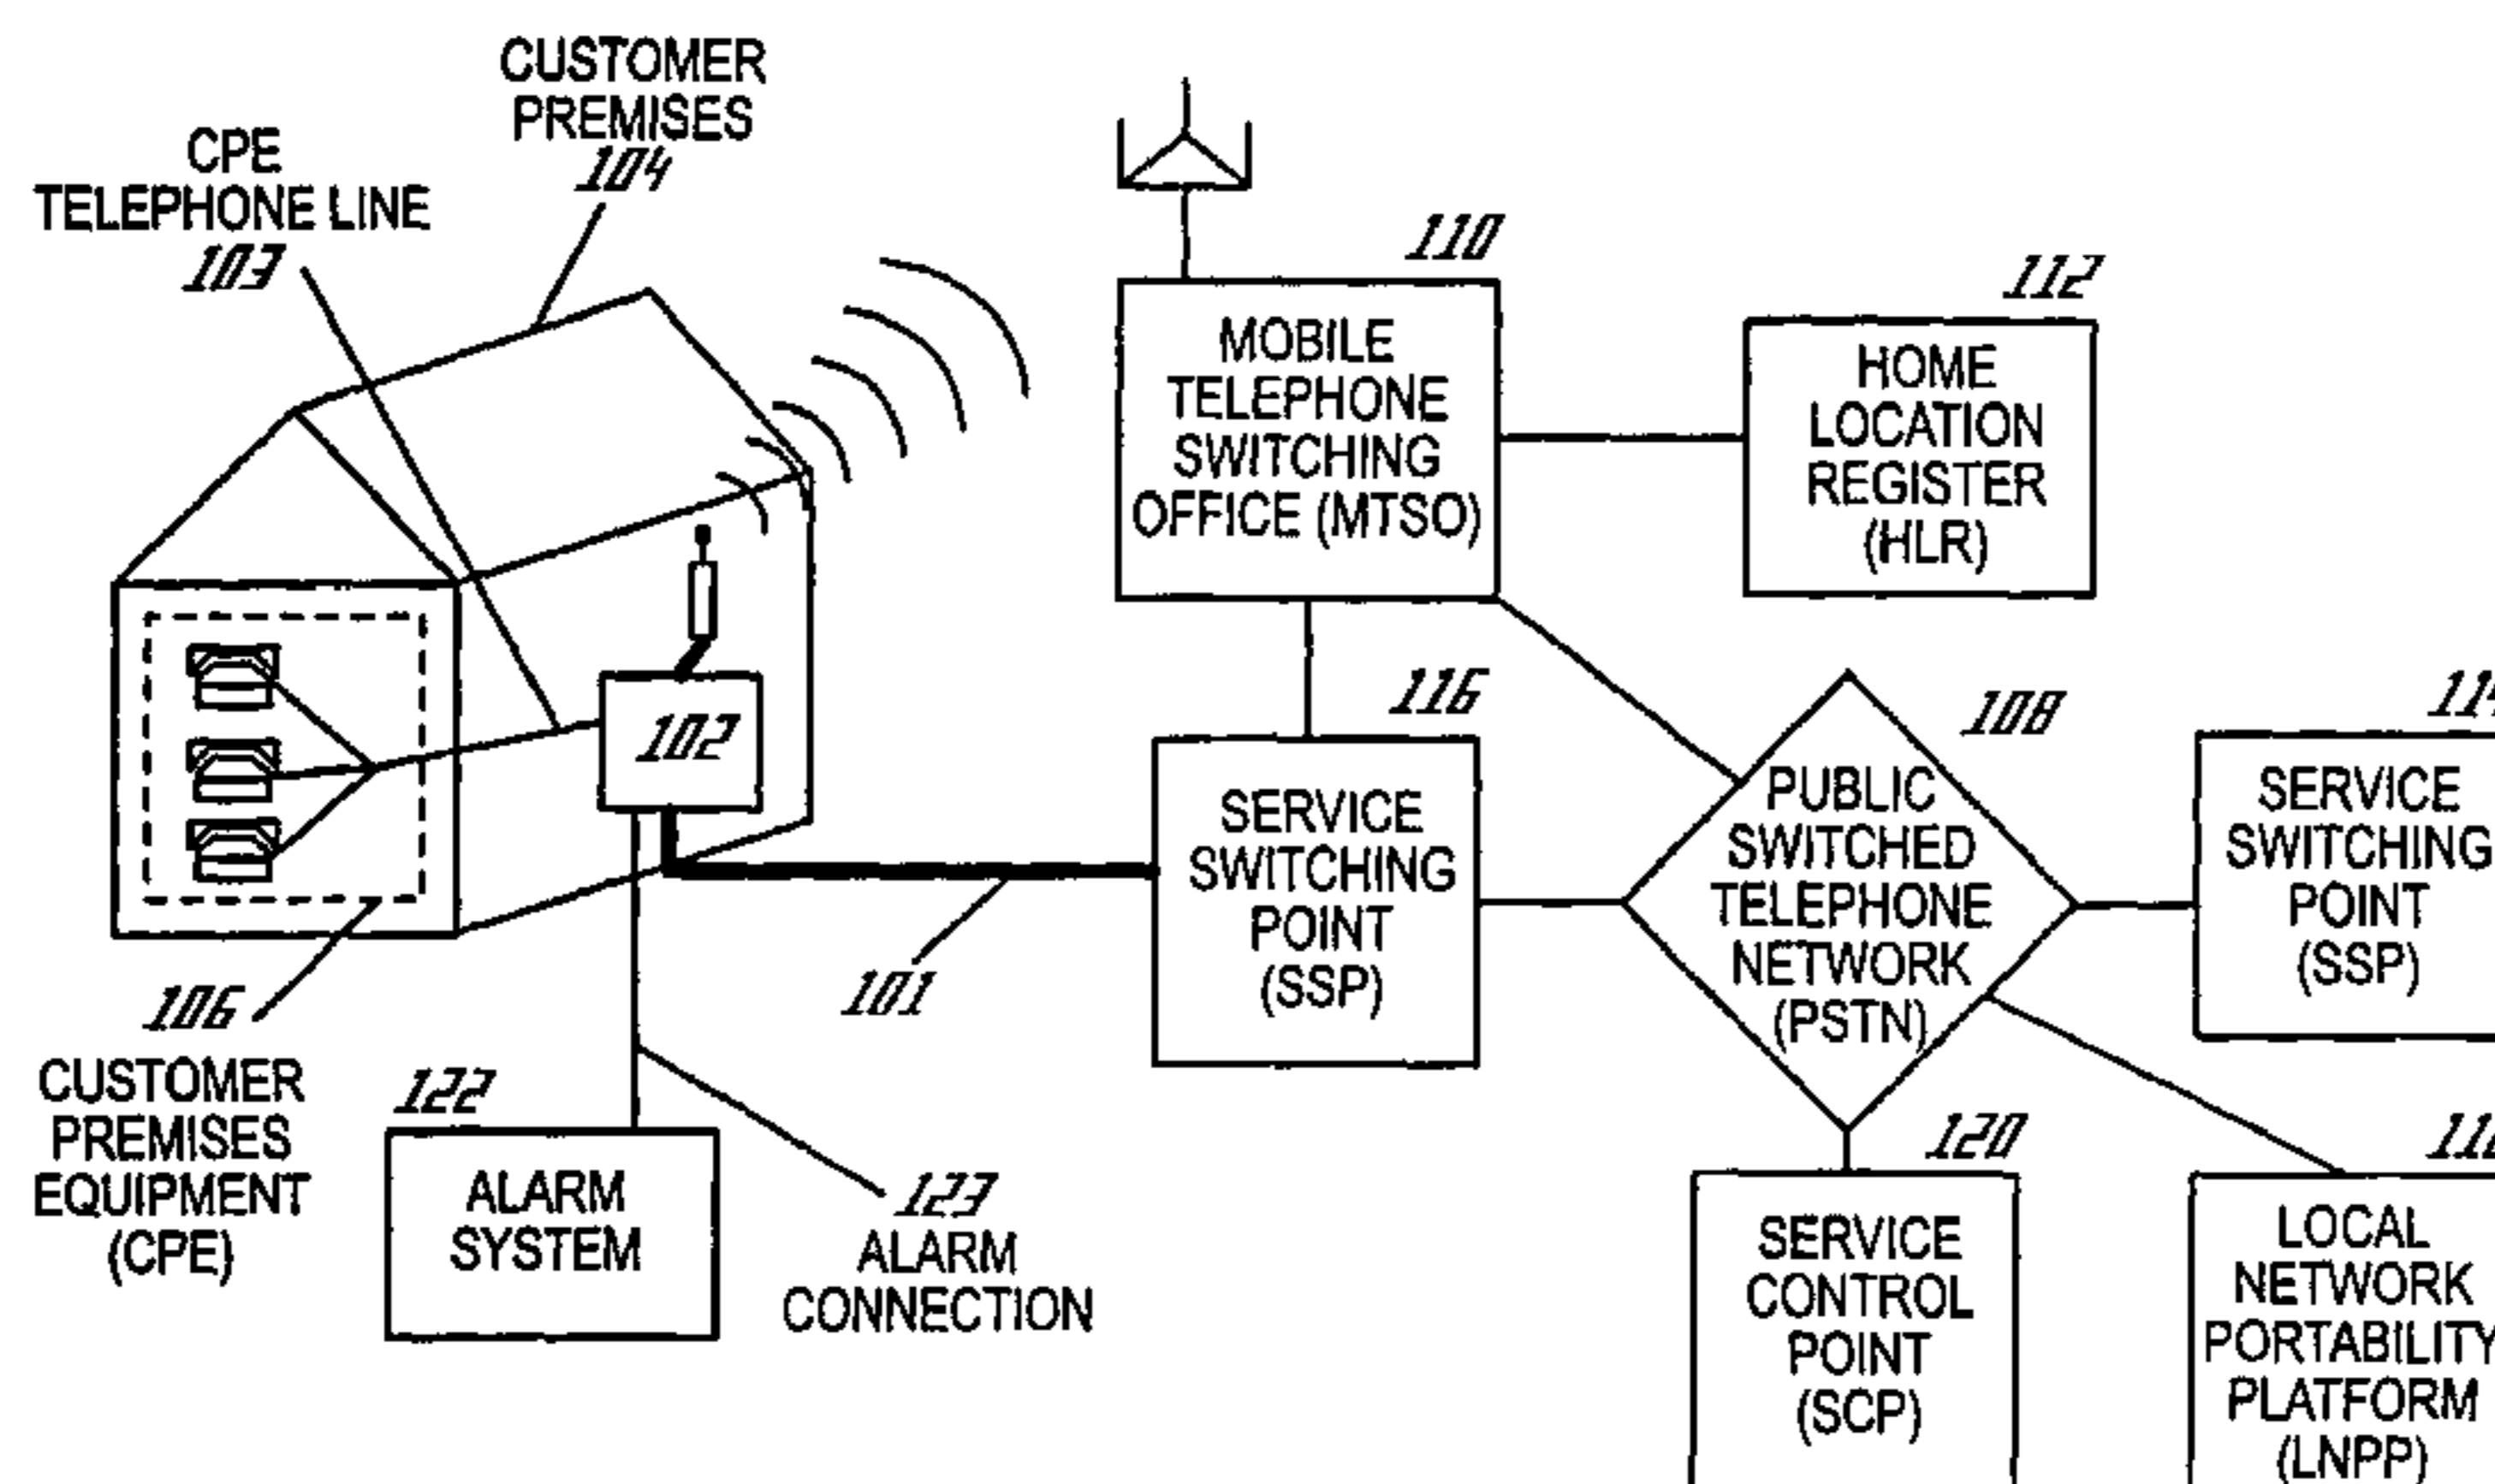 CUSTOMER
PREMISES
104
CPE
TELEPHONE LINE
103
110
MOBILE
TELEPHONE
SWITCHING
OFFICE (MTSO)
112
HOME
LOCATION
REGISTER
(HLR)
102
116
SERVICE
SWITCHING
POINT
(SSP)
108
PUBLIC
SWITCHED
TELEPHONE
NETWORK
(PSTN)
SERVICE
SWITCHING
POINT
(SSP)
101
106
CUSTOMER
PREMISES
EQUIPMENT
(CPE)
122
ALARM
SYSTEM
123
ALARM
CONNECTION
120
SERVICE
CONTROL
POINT
(SCP)
LOCAL
NETWORK
PORTABILITY
PLATFORM
(LNPP)